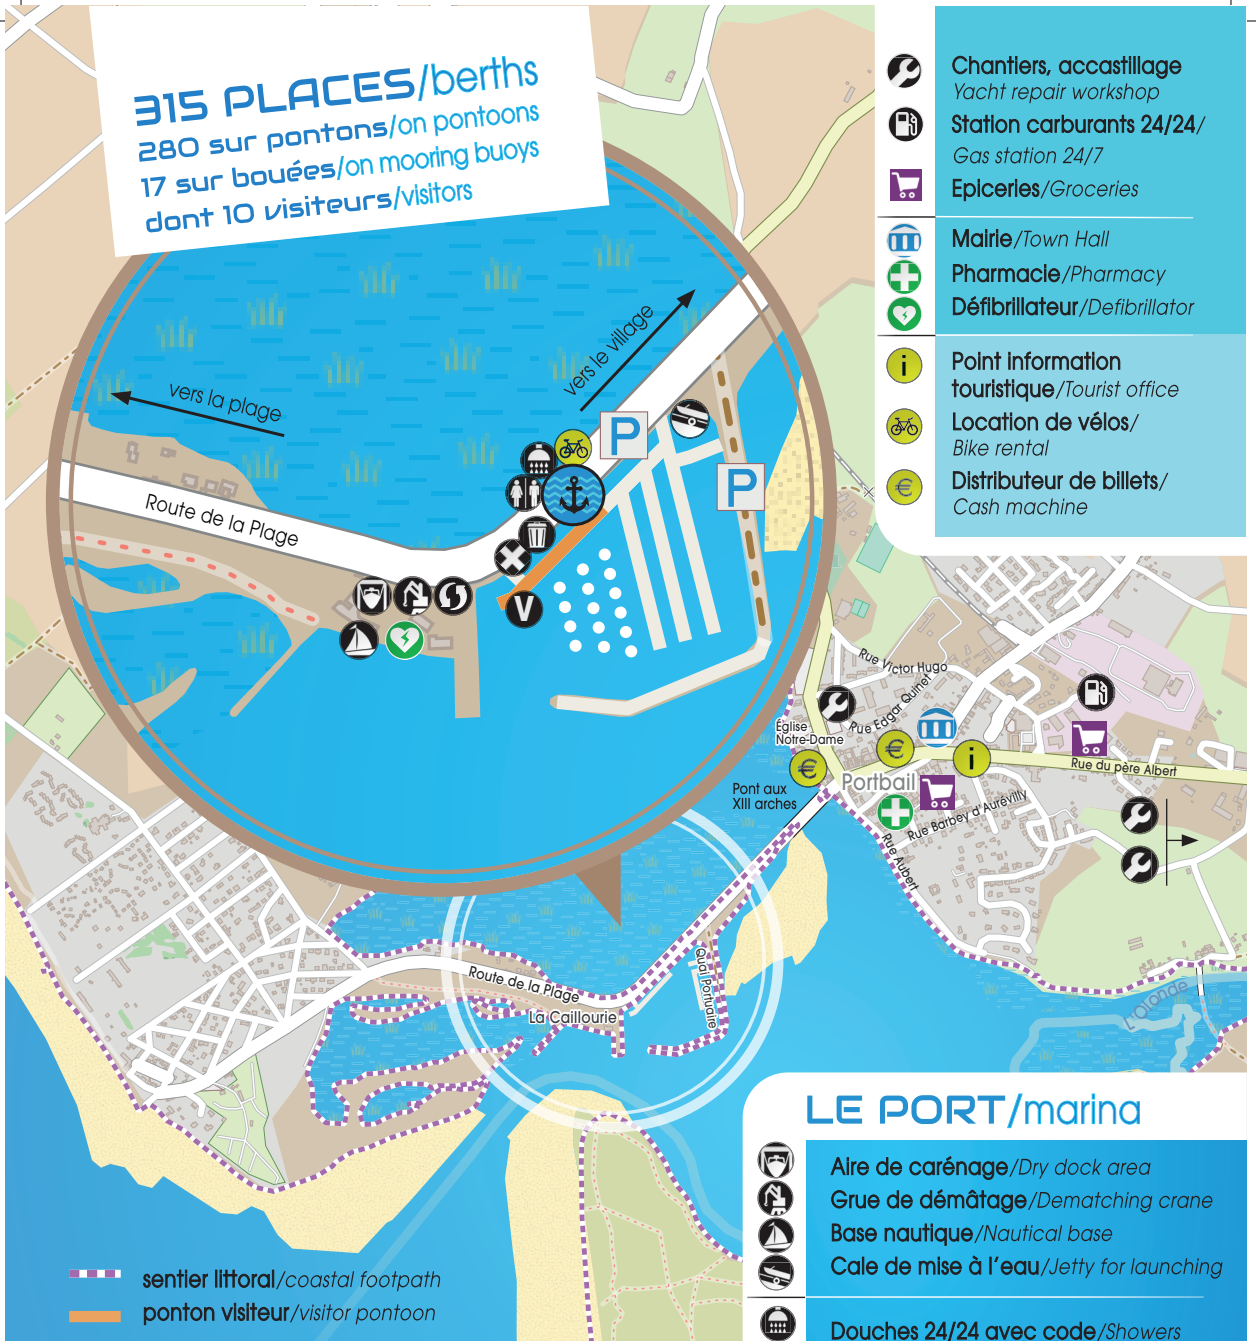 315 PLACES/berths
280 sur pontons/on pontoons
17 sur bouées/on mooring buoys
dont 10 visiteurs/visitors
Chantiers, accastillage
Yacht repair workshop
Station carburants 24/24/
Gas station 24/7
Epiceries/Groceries
Mairie/Town Hall
Pharmacie/Pharmacy
Défibrillateur/Defibrillator
i
Point information
touristique/Tourist office
Location de vélos/
Bike rental
€
Distributeur de billets/
Cash machine
vers la plage
vers le village
P
P
Route de la Plage
V
Rue Victor Hugo
Rue Edgar Quinet
Église
Notre-Dame
€
€
i
Rue du père Albert
Portbail
Pont aux
XIII arches
Rue Barbey d'Aurévilly
Rue Aubert
Route de la Plage
Quai Portuaire
La Caillourie
L'Olonde
LE PORT/marina
Aire de carénage/Dry dock area
Grue de démâtage/Dematching crane
Base nautique/Nautical base
Cale de mise à l'eau/Jetty for launching
Douches 24/24 avec code/Showers
sentier littoral/coastal footpath
ponton visiteur/visitor pontoon